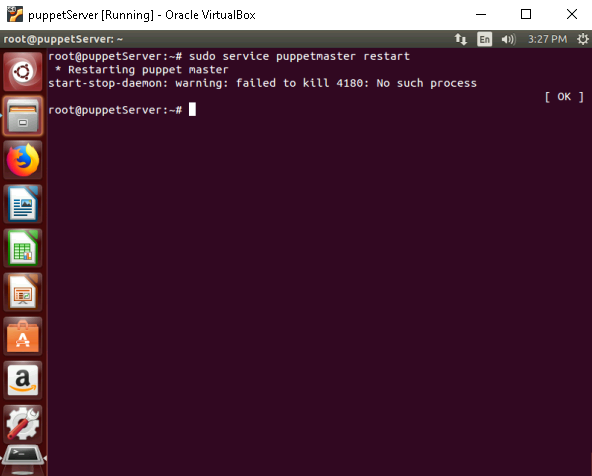 puppetServer [Running] - Oracle VirtualBox
root@puppetServer: ~
En
3:27 PM
root@puppetServer:~# sudo service puppetmaster restart
* Restarting puppet master
start-stop-daemon: warning: failed to kill 4180: No such process
[ OK ]
root@puppetServer:~#